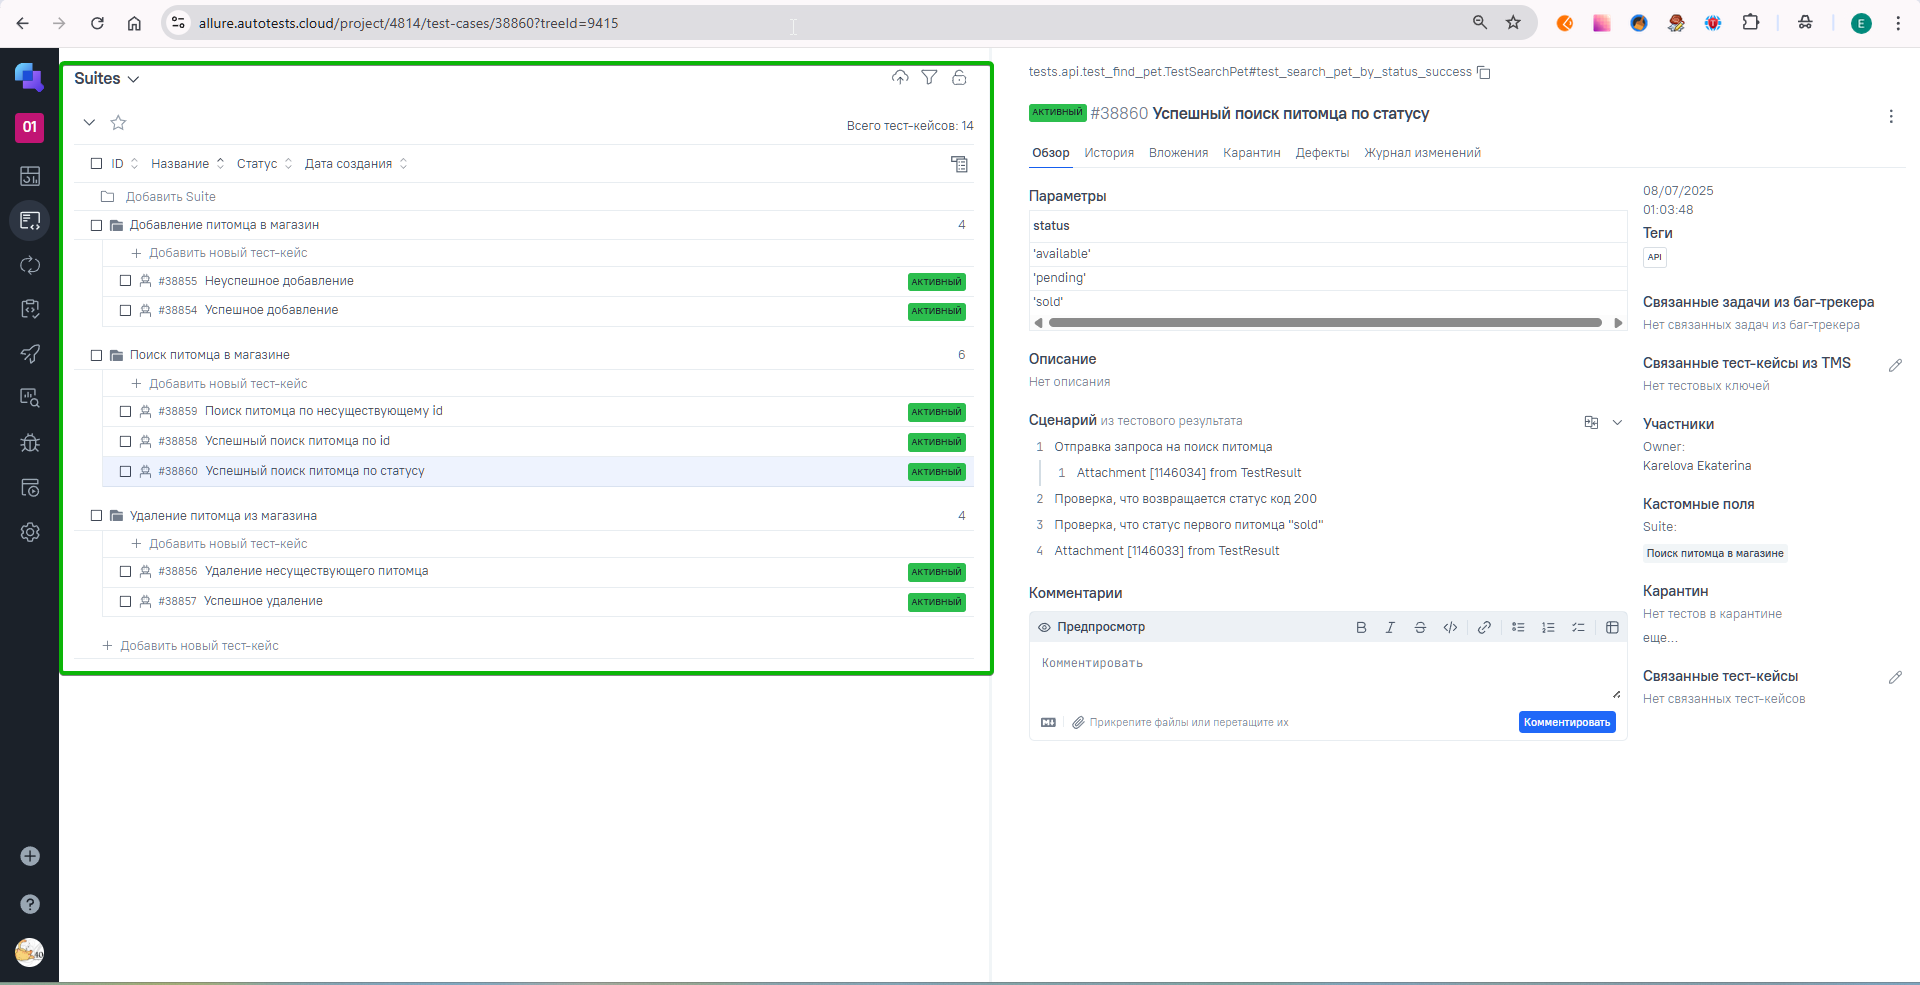 allure.autotests.cloud/project/4814/test-cases/38860?treeId=9415
E
01
Suites
Всего тест-кейсов: 14
ID Название Статус Дата создания
Добавить Suite
Добавление питомца в магазин 4
Добавить новый тест-кейс
#38855 Неуспешное добавление АКТИВНЫЙ
#38854 Успешное добавление АКТИВНЫЙ
Поиск питомца в магазине 6
Добавить новый тест-кейс
#38859 Поиск питомца по несуществующему id АКТИВНЫЙ
#38858 Успешный поиск питомца по id АКТИВНЫЙ
#38860 Успешный поиск питомца по статусу АКТИВНЫЙ
Удаление питомца из магазина 4
Добавить новый тест-кейс
#38856 Удаление несуществующего питомца АКТИВНЫЙ
#38857 Успешное удаление АКТИВНЫЙ
Добавить новый тест-кейс
tests.api.test_find_pet.TestSearchPet#test_search_pet_by_status_success
АКТИВНЫЙ #38860 Успешный поиск питомца по статусу
Обзор История Вложения Карантин Дефекты Журнал изменений
Параметры
status
'available'
'pending'
'sold'
Описание
Нет описания
Сценарий из тестового результата
1 Отправка запроса на поиск питомца
1 Attachment [1146034] from TestResult
2 Проверка, что возвращается статус код 200
3 Проверка, что статус первого питомца "sold"
4 Attachment [1146033] from TestResult
Комментарии
Предпросмотр
Комментировать
Прикрепите файлы или перетащите их
Комментировать
08/07/2025
01:03:48
Теги
API
Связанные задачи из баг-трекера
Нет связанных задач из баг-трекера
Связанные тест-кейсы из TMS
Нет тестовых ключей
Участники
Owner:
Karelova Ekaterina
Кастомные поля
Suite:
Поиск питомца в магазине
Карантин
Нет тестов в карантине
еще...
Связанные тест-кейсы
Нет связанных тест-кейсов